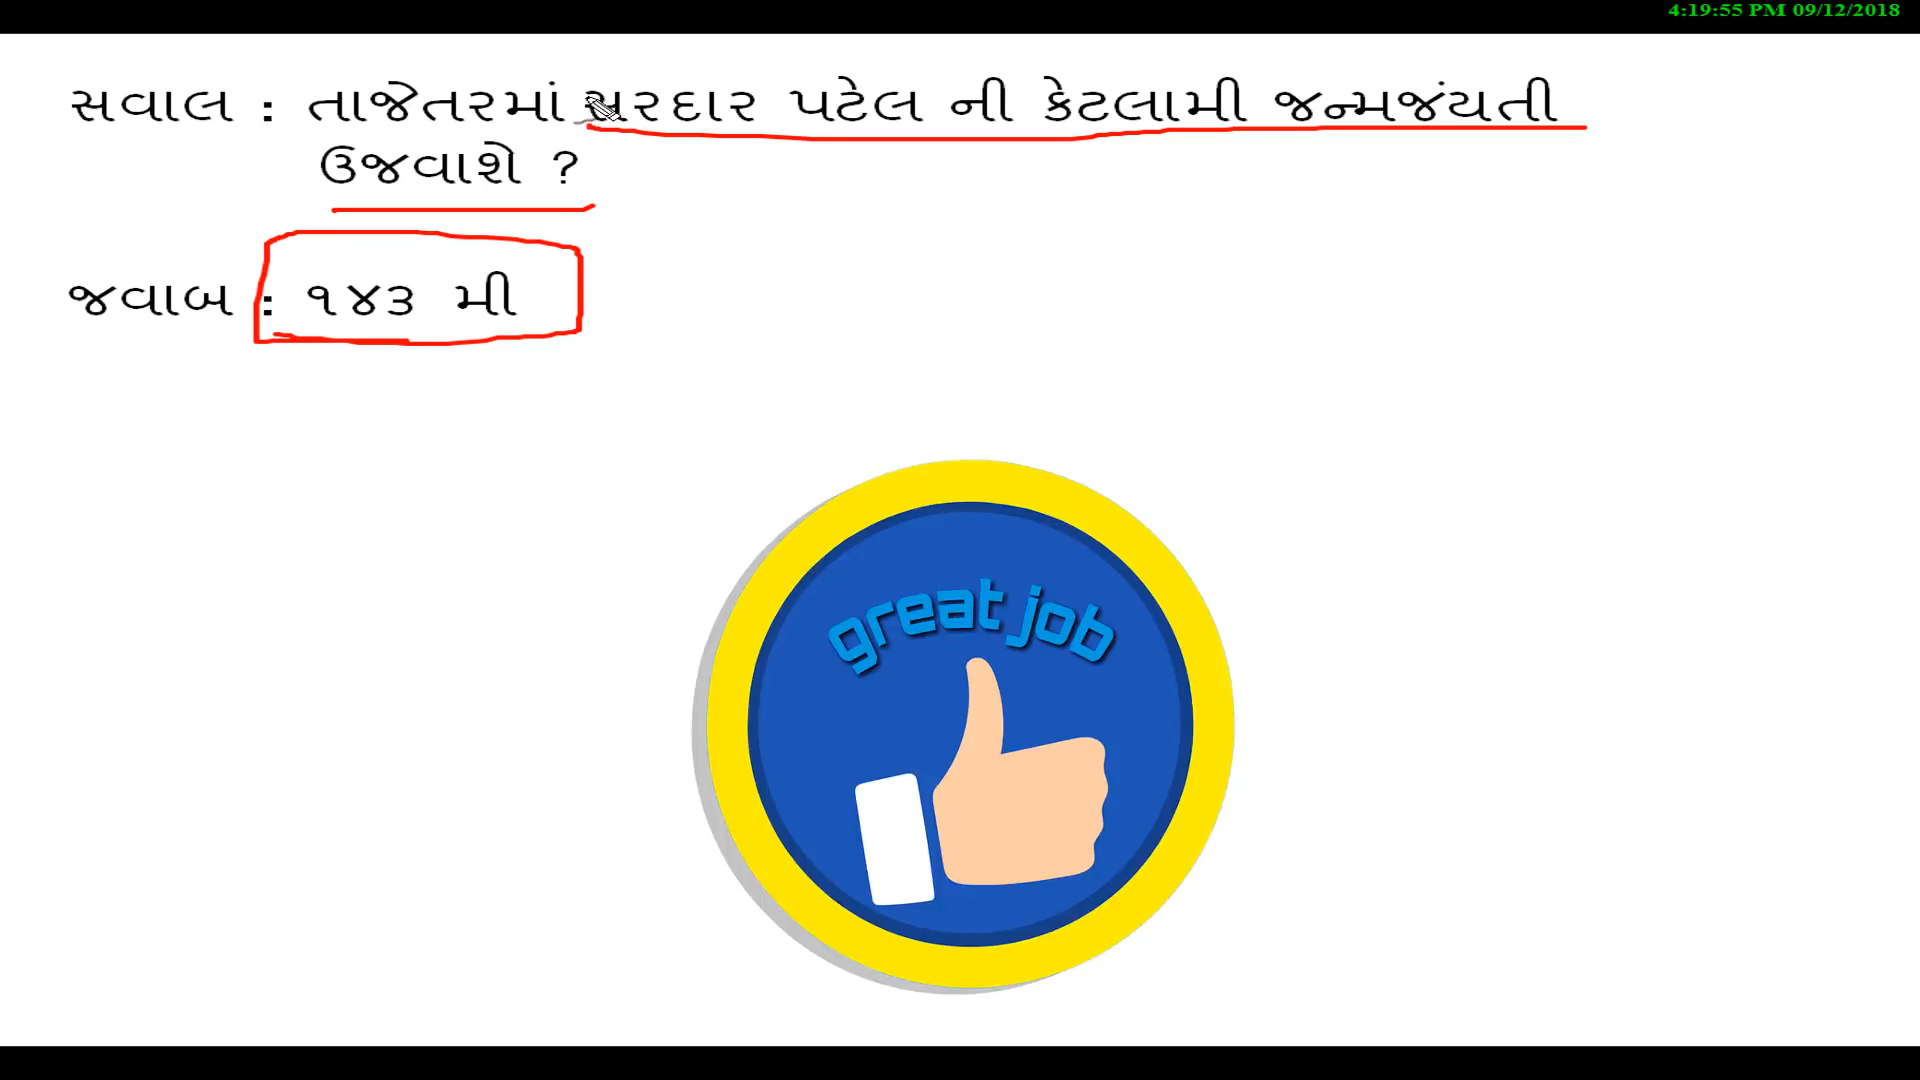 4:19:55 PM 09/12/2018
સવાલ : તાજેતરમાં સરદાર પટેલ ની કેટલામી જન્મજંયતી
ઉજવાશે ?
જવાબ : ૧૪૩ મી
great job